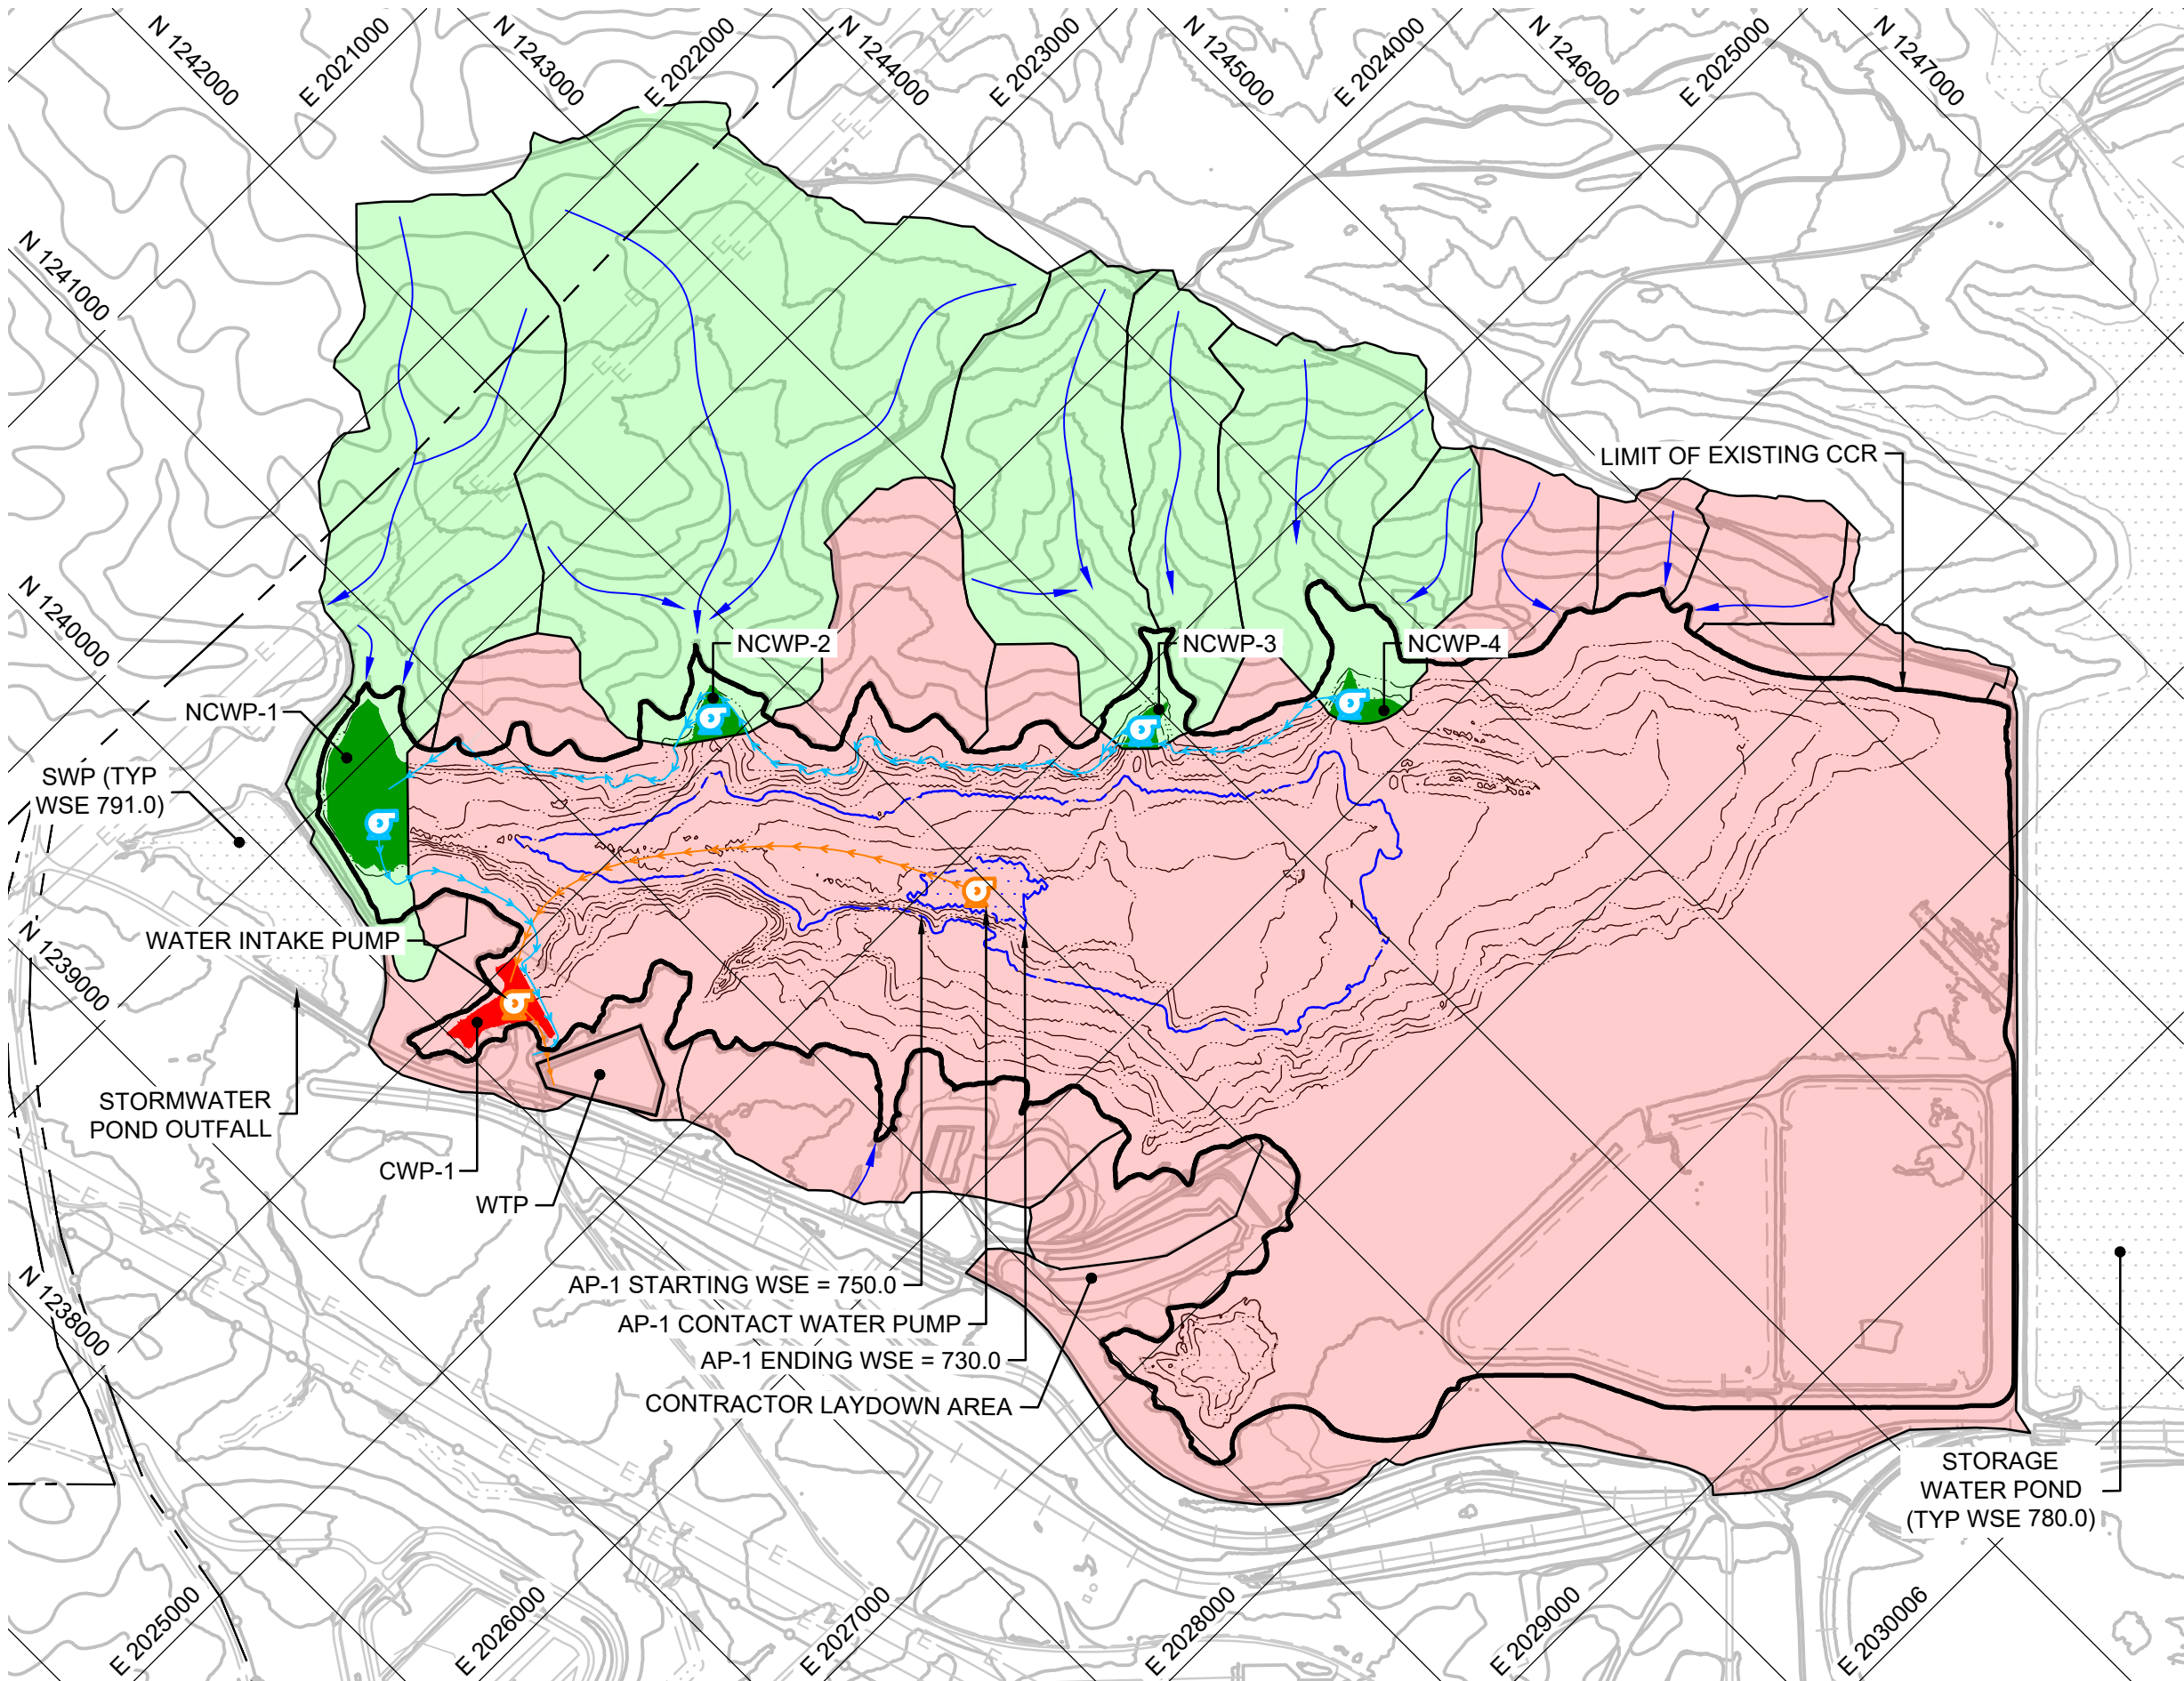 N 1242000
E 2021000
N 1243000
E 2022000
N 1244000
E 2023000
N 1245000
E 2024000
N 1246000
E 2025000
N 1247000
N 1241000
LIMIT OF EXISTING CCR
N 1240000
NCWP-2
NCWP-3
NCWP-4
NCWP-1
SWP (TYP
WSE 791.0)
WATER INTAKE PUMP
N 1239000
STORMWATER
POND OUTFALL
CWP-1
WTP
AP-1 STARTING WSE = 750.0
AP-1 CONTACT WATER PUMP
AP-1 ENDING WSE = 730.0
CONTRACTOR LAYDOWN AREA
N 1238000
STORAGE
WATER POND
(TYP WSE 780.0)
E 2025000
E 2026000
E 2027000
E 2028000
E 2029000
E 2030006